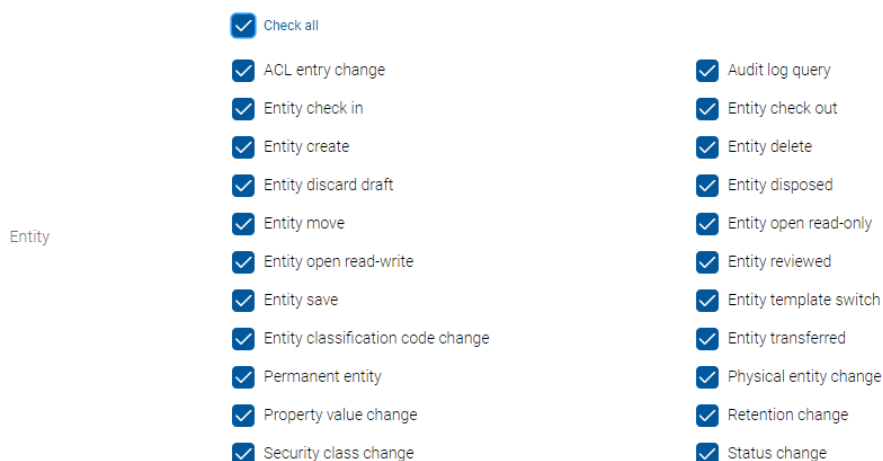 Check all
ACL entry change
Audit log query
Entity check in
Entity check out
Entity create
Entity delete
Entity discard draft
Entity disposed
Entity move
Entity open read-only
Entity
Entity open read-write
Entity reviewed
Entity save
Entity template switch
Entity classification code change
Entity transferred
Permanent entity
Physical entity change
Property value change
Retention change
Security class change
Status change